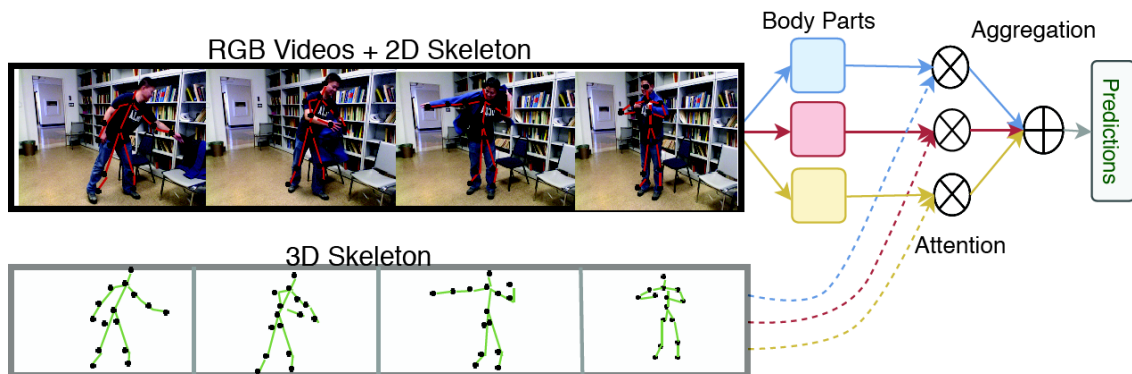 Body Parts
RGB Videos + 2D Skeleton
Aggregation
Predictions
Attention
3D Skeleton